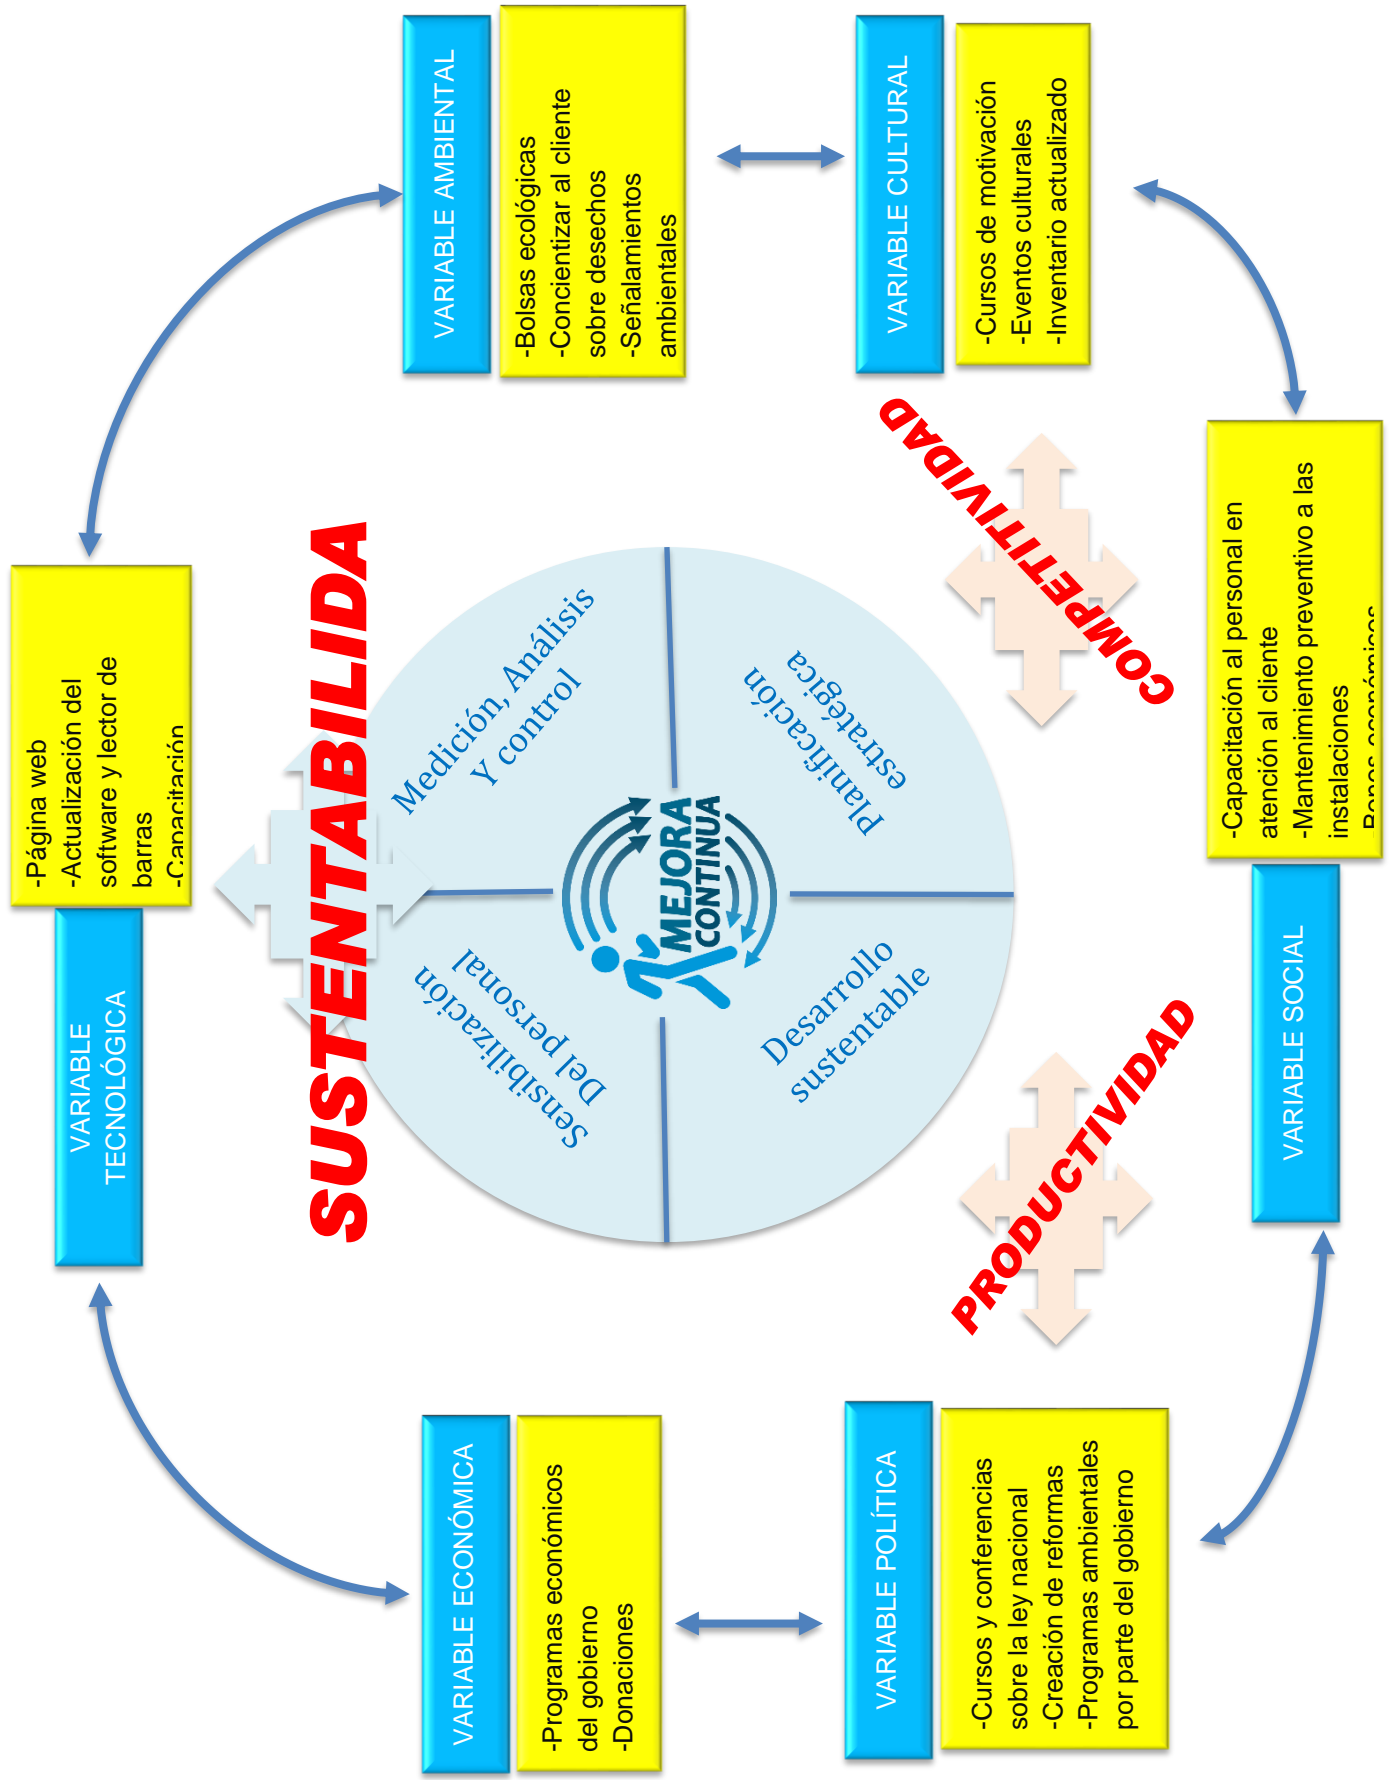 VARIABLE
TECNOLÓGICA
-Página web
-Actualización del
software y lector de
barras
-Capacitación
VARIABLE ECONÓMICA
-Programas económicos
del gobierno
-Donaciones
SUSTENTABILIDA
VARIABLE AMBIENTAL
-Bolsas ecológicas
-Concientizar al cliente
sobre desechos
-Señalamientos
ambientales
Sensibilización
Del personal
Medición, Análisis
Y control
MEJORA
CONTINUA
Desarrollo
sustentable
Planificación
estratégica
VARIABLE POLÍTICA
-Cursos y conferencias
sobre la ley nacional
-Creación de reformas
-Programas ambientales
por parte del gobierno
PRODUCTIVIDAD
COMPETITIVIDAD
VARIABLE CULTURAL
-Cursos de motivación
-Eventos culturales
-Inventario actualizado
VARIABLE SOCIAL
-Capacitación al personal en
atención al cliente
-Mantenimiento preventivo a las
instalaciones
-Bonos económicos